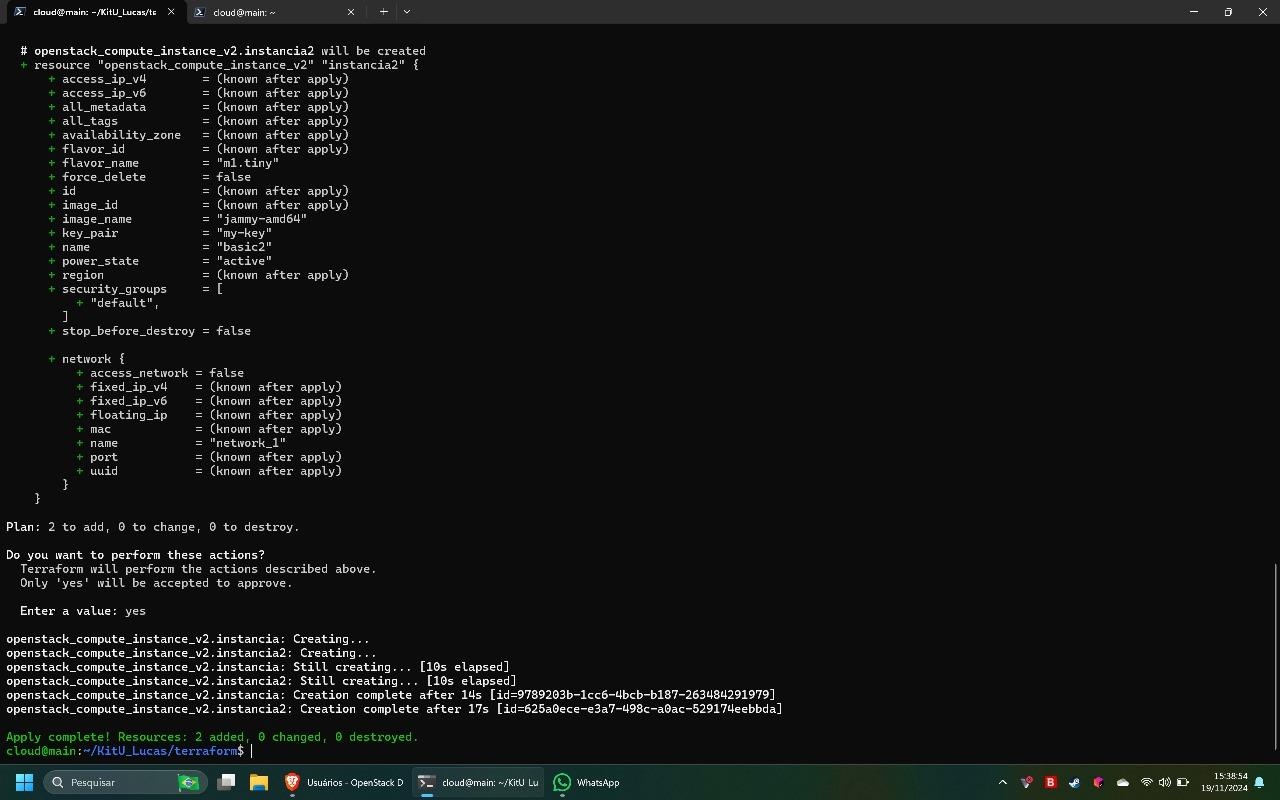 cloud@main: ~/KitU_Lucas/te
cloud@main: ~
# openstack_compute_instance_v2.instancia2 will be created
+ resource "openstack_compute_instance_v2" "instancia2" {
+ access_ip_v4 = (known after apply)
+ access_ip_v6 = (known after apply)
+ all_metadata = (known after apply)
+ all_tags = (known after apply)
+ availability_zone = (known after apply)
+ flavor_id = (known after apply)
+ flavor_name = "m1.tiny"
+ force_delete = false
+ id = (known after apply)
+ image_id = (known after apply)
+ image_name = "jammy-amd64"
+ key_pair = "my-key"
+ name = "basic2"
+ power_state = "active"
+ region = (known after apply)
+ security_groups = [
+ "default",
]
+ stop_before_destroy = false
+ network {
+ access_network = false
+ fixed_ip_v4 = (known after apply)
+ fixed_ip_v6 = (known after apply)
+ floating_ip = (known after apply)
+ mac = (known after apply)
+ name = "network_1"
+ port = (known after apply)
+ uuid = (known after apply)
}
}
Plan: 2 to add, 0 to change, 0 to destroy.
Do you want to perform these actions?
Terraform will perform the actions described above.
Only 'yes' will be accepted to approve.
Enter a value: yes
openstack_compute_instance_v2.instancia: Creating...
openstack_compute_instance_v2.instancia2: Creating...
openstack_compute_instance_v2.instancia: Still creating... [10s elapsed]
openstack_compute_instance_v2.instancia2: Still creating... [10s elapsed]
openstack_compute_instance_v2.instancia: Creation complete after 14s [id=9789203b-1cc6-4bcb-b187-263484291979]
openstack_compute_instance_v2.instancia2: Creation complete after 17s [id=625a0ece-e3a7-498c-a0ac-529174eebbda]
Apply complete! Resources: 2 added, 0 changed, 0 destroyed.
cloud@main:~/KitU_Lucas/terraform$
Pesquisar
Usuários - OpenStack D
cloud@main: ~/KitU_Lu
WhatsApp
15:38:54
19/11/2024